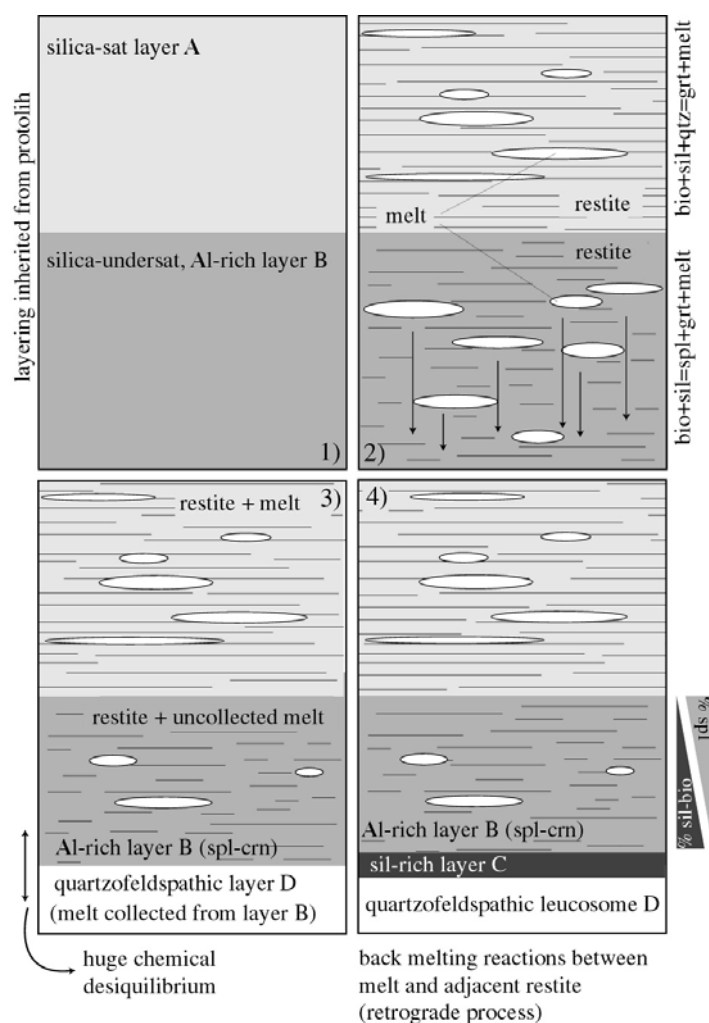 silica-sat layer A
silica-undersat, Al-rich layer B
1)
layering inherited from protolih
melt
restite
restite
2)
bio+sil+qtz=grt+melt
bio+sil=spl+grt+melt
restite + melt
3)
restite + uncollected melt
Al-rich layer B (spl-crn)
quartzofeldspathic layer D
(melt collected from layer B)
huge chemical
desiquilibrium
4)
Al-rich layer B (spl-crn)
sil-rich layer C
quartzofeldspathic leucosome D
% sil-bio
% spl
back melting reactions between
melt and adjacent restite
(retrograde process)